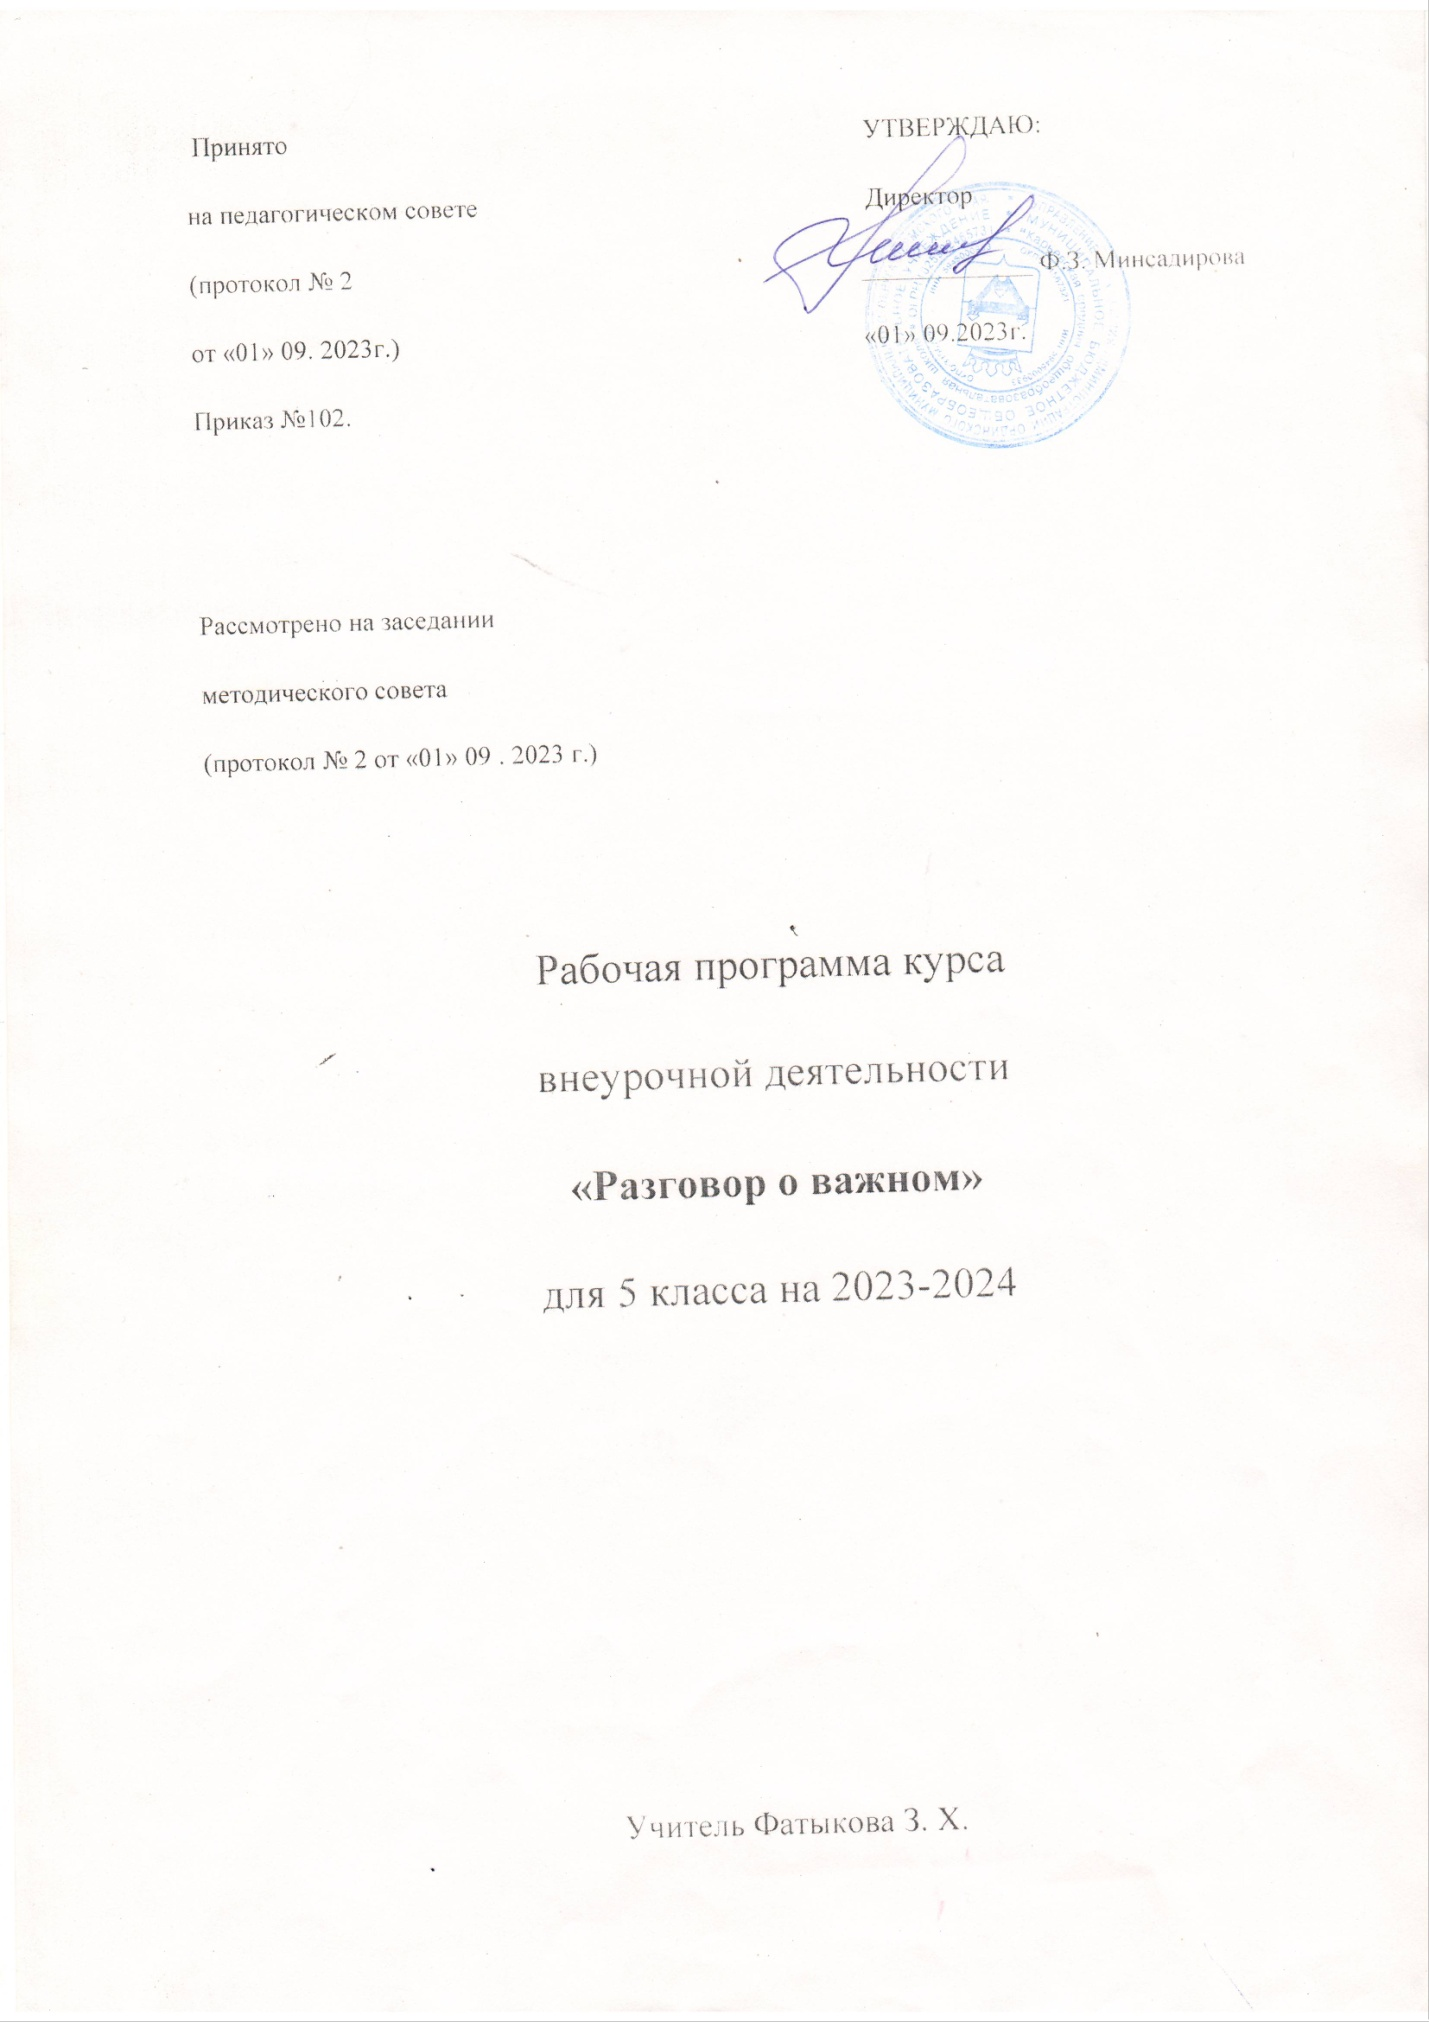 Принято
на педагогическом совете
(протокол № 2
от «01» 09. 2023г.)
Приказ №102.
УТВЕРЖДАЮ:
Директор
Ф.З. Минсадирова
«01» 09.2023г.
Рассмотрено на заседании
методического совета
(протокол № 2 от «01» 09 . 2023 г.)
Рабочая программа курса
внеурочной деятельности
«Разговор о важном»
для 5 класса на 2023-2024
Учитель Фатыкова З. Х.